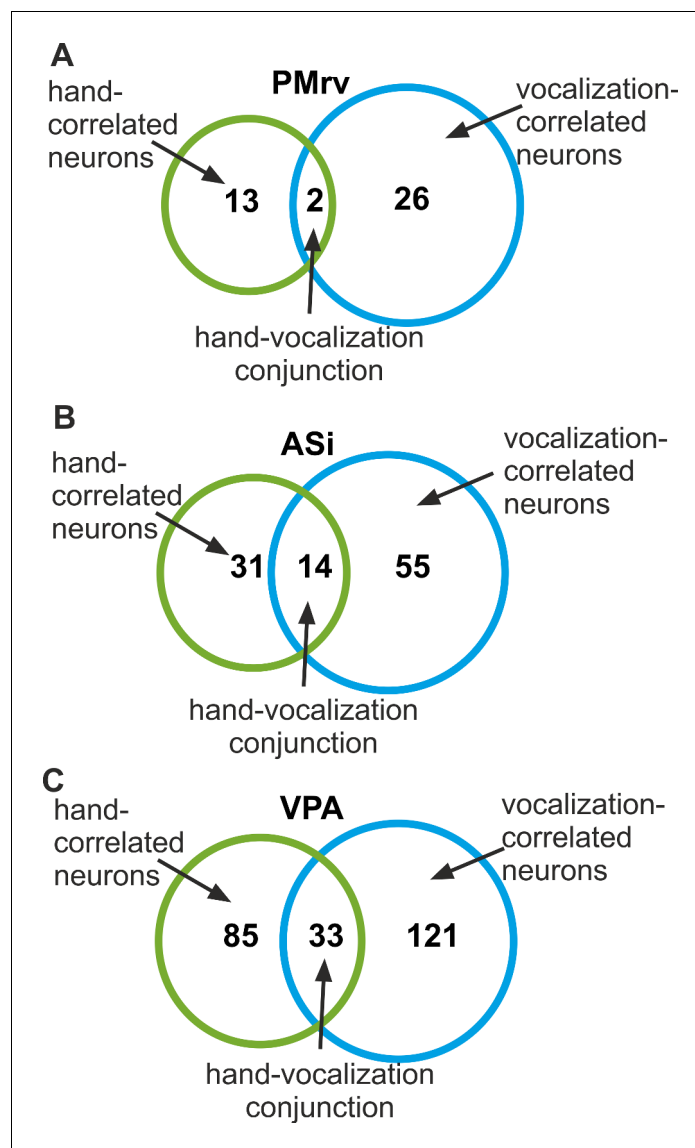 A
PMrv
hand-
correlated
neurons
vocalization-
correlated
neurons
13
2
26
hand-vocalization
conjunction
B
ASi
hand-
correlated
neurons
vocalization-
correlated
neurons
31
14
55
hand-vocalization
conjunction
C
VPA
hand-
correlated
neurons
vocalization-
correlated
neurons
85
33
121
hand-vocalization
conjunction